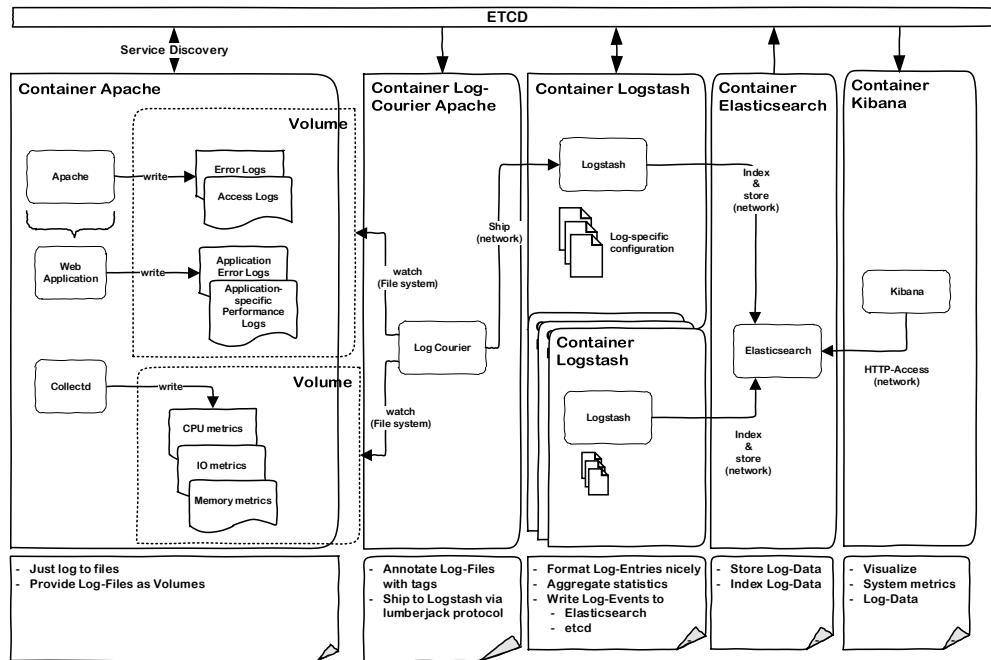 ETCD
Service Discovery
Container Apache
Volume
Apache
write
Error Logs
Access Logs
Web
Application
write
Application
Error Logs
Application-
specific
Performance
Logs
Volume
Collectd
write
CPU metrics
IO metrics
Memory metrics
Container Log-
Courier Apache
watch
(File system)
Log Courier
watch
(File system)
Ship
(network)
Container Logstash
Logstash
Log-specific
configuration
Container
Logstash
Logstash
Container
Elasticsearch
Index
&
store
(network)
Elasticsearch
Index
&
store
(network)
Container
Kibana
Kibana
HTTP-Access
(network)
- Just log to files
- Provide Log-Files as Volumes
- Annotate Log-Files
with tags
- Ship to Logstash via
lumberjack protocol
- Format Log-Entries nicely
- Aggregate statistics
- Write Log-Events to
- Elasticsearch
- etcd
- Store Log-Data
- Index Log-Data
- Visualize
- System metrics
- Log-Data